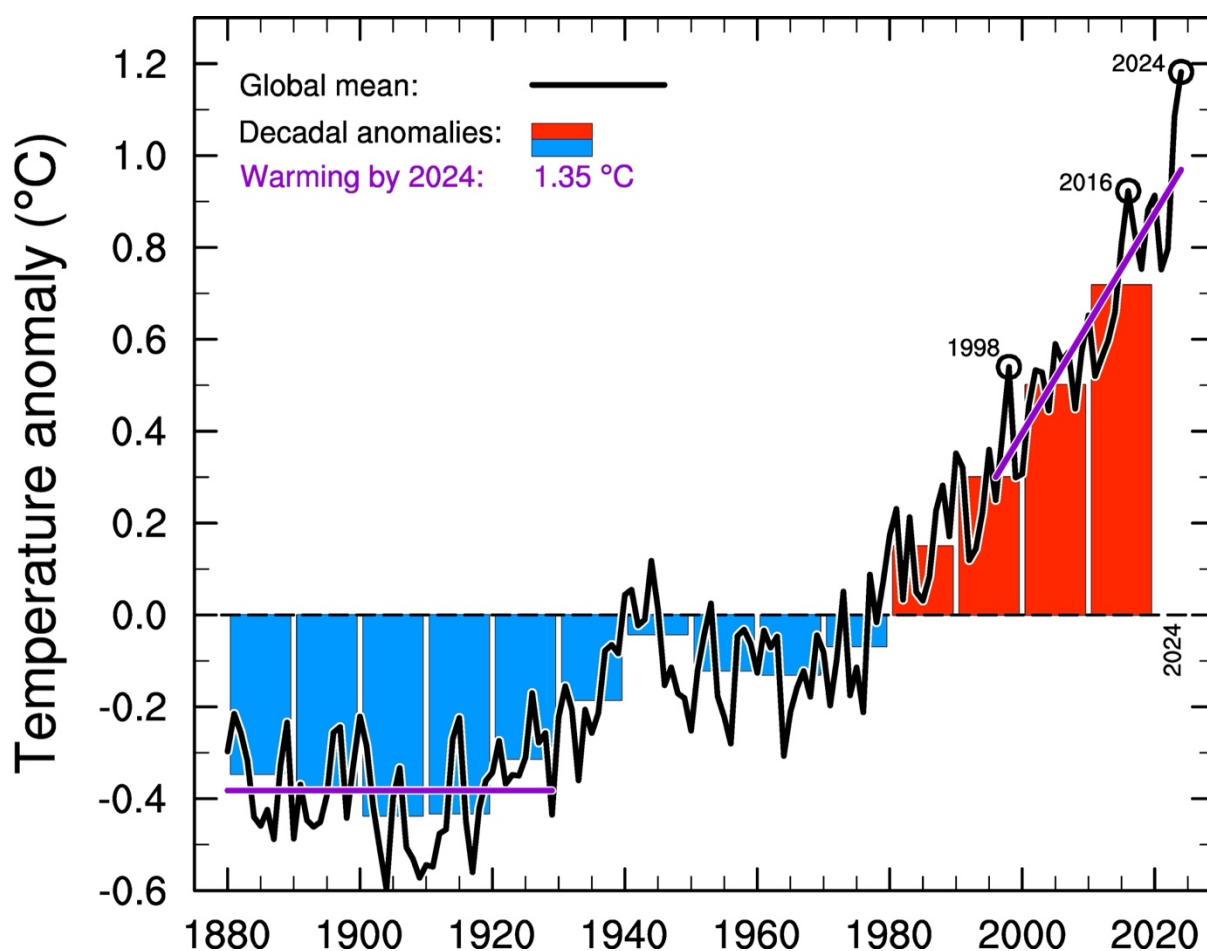 Temperature anomaly (°C)
1.2
1.0
0.8
0.6
0.4
0.2
0.0
-0.2
-0.4
-0.6
Global mean:
Decadal anomalies:
Warming by 2024: 1.35 °C
2024
2016
1998
2024
1880 1900 1920 1940 1960 1980 2000 2020